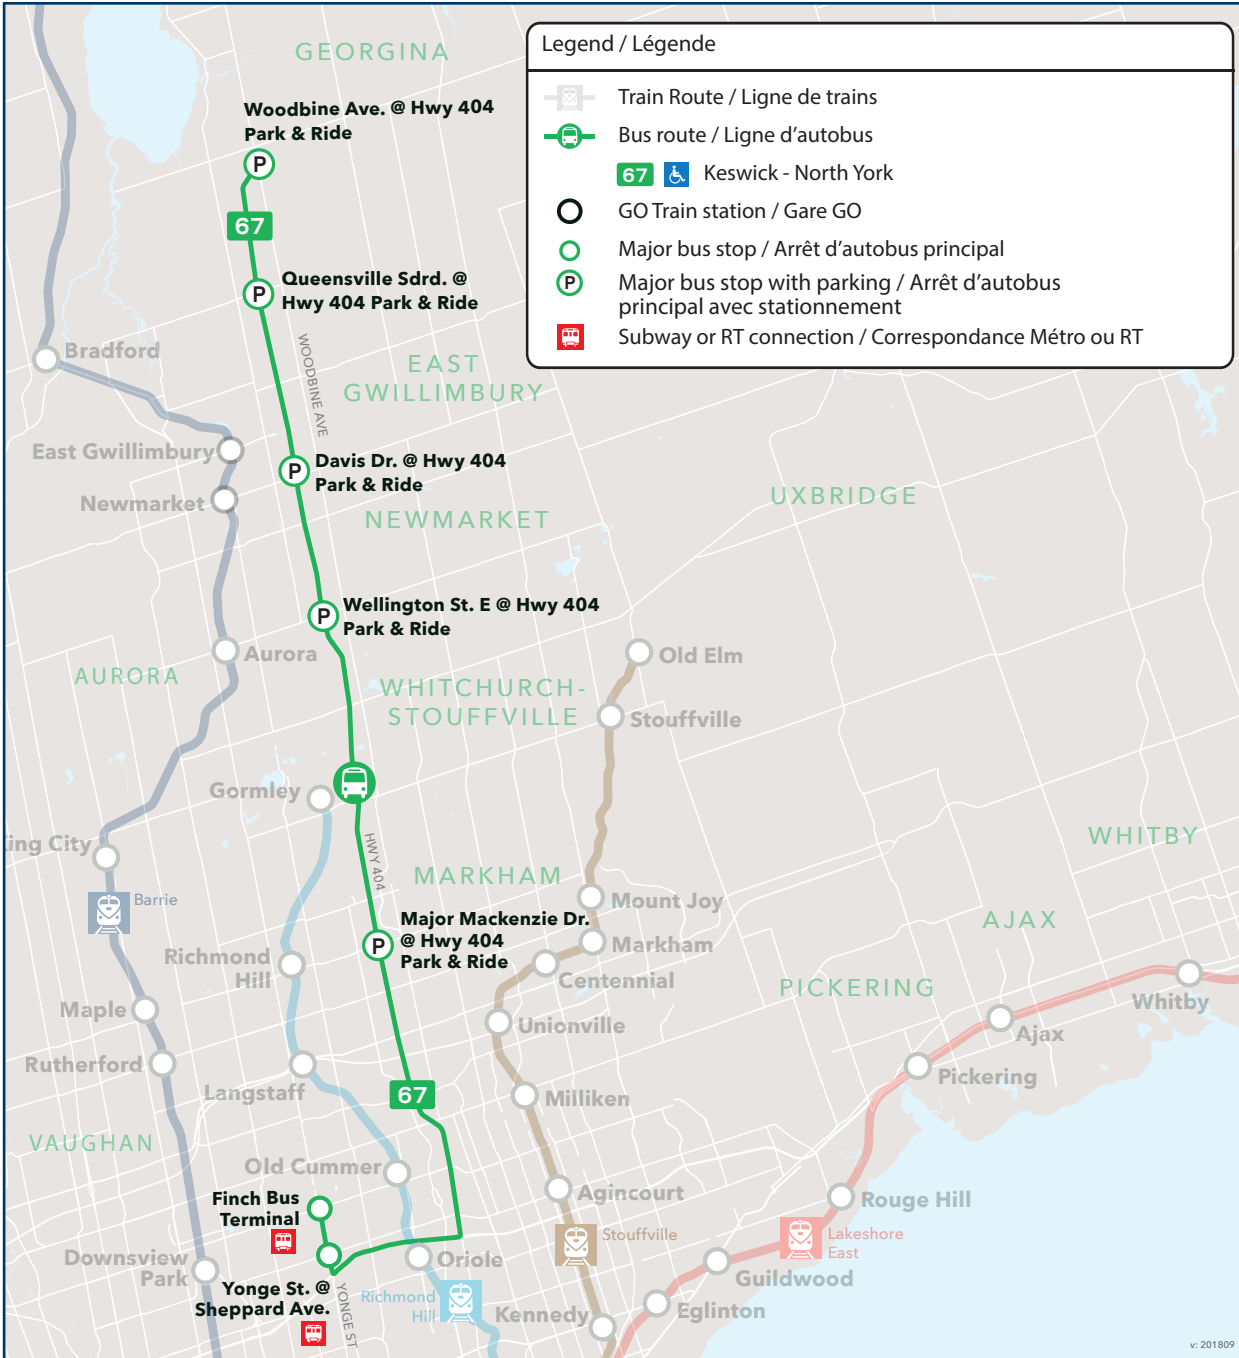 GEORGINA
Legend / Légende
Train Route / Ligne de trains
Bus route / Ligne d'autobus
67 Keswick - North York
GO Train station / Gare GO
Major bus stop / Arrêt d'autobus principal
P Major bus stop with parking / Arrêt d'autobus
principal avec stationnement
Subway or RT connection / Correspondance Métro ou RT
Woodbine Ave. @ Hwy 404
Park & Ride
P
67
Queensville Sdrd. @
Hwy 404 Park & Ride
P
WOODBINE AVE
Bradford
EAST
GWILLIMBURY
East Gwillimbury
Davis Dr. @ Hwy 404
Park & Ride
P
Newmarket
NEWMARKET
UXBRIDGE
Wellington St. E @ Hwy 404
Park & Ride
P
Aurora
AURORA
Old Elm
WHITCHURCH-
STOUFFVILLE
Stouffville
Gormley
HWY 404
ing City
WHITBY
MARKHAM
Barrie
Mount Joy
AJAX
Major Mackenzie Dr.
@ Hwy 404
Park & Ride
P
Markham
Richmond
Hill
Centennial
PICKERING
Whitby
Maple
Unionville
Ajax
Rutherford
Langstaff
67
Milliken
Pickering
VAUGHAN
Old Cummer
Finch Bus
Terminal
Agincourt
Rouge Hill
Stouffville
Lakeshore
East
Downsview
Park
Oriole
Guildwood
Yonge St. @
Sheppard Ave.
YONGE ST
Richmond
Hill
Kennedy
Eglinton
v: 201809